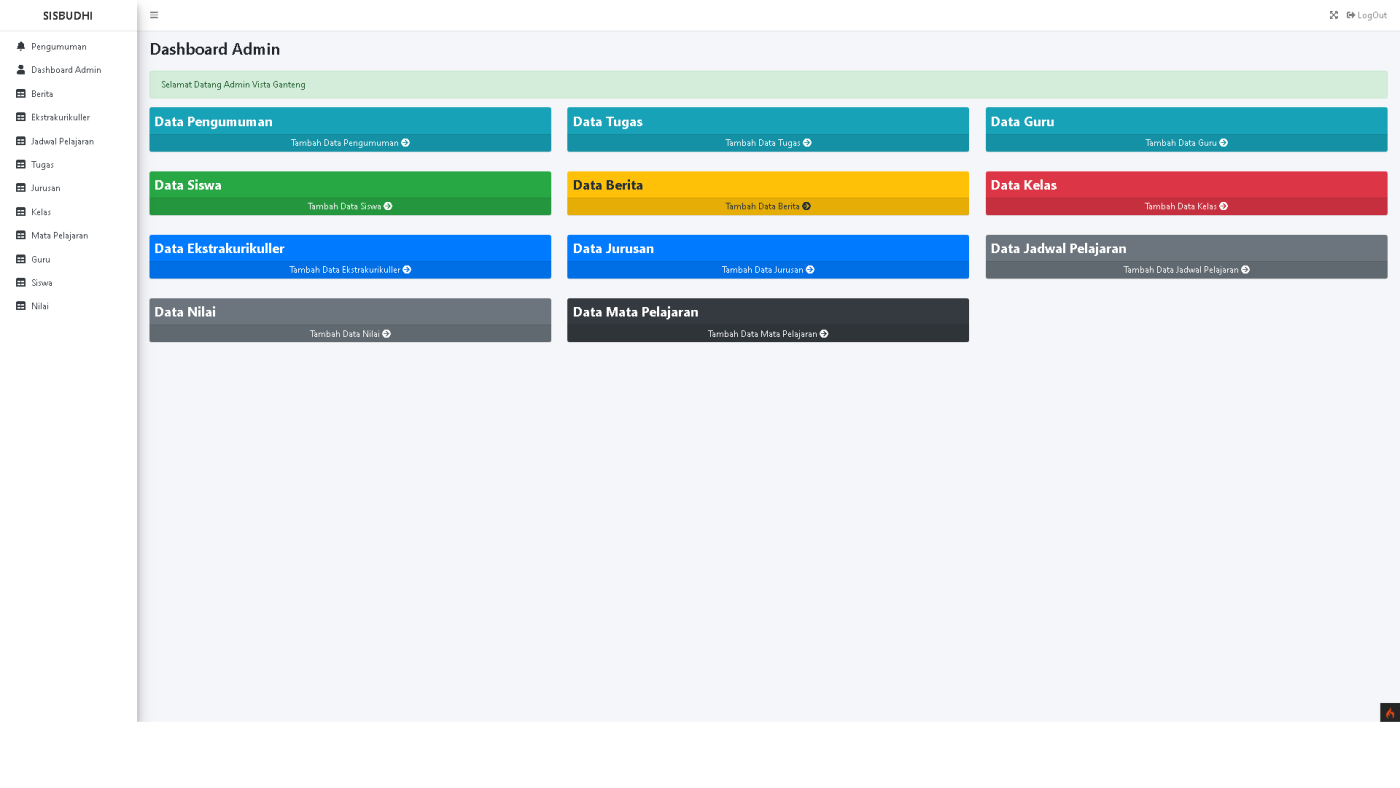 SISBUDHI
LogOut
Pengumuman
Dashboard Admin
Berita
Ekstrakurikuller
Jadwal Pelajaran
Tugas
Jurusan
Kelas
Mata Pelajaran
Guru
Siswa
Nilai
Dashboard Admin
Selamat Datang Admin Vista Ganteng
Data Pengumuman
Tambah Data Pengumuman
Data Tugas
Tambah Data Tugas
Data Guru
Tambah Data Guru
Data Siswa
Tambah Data Siswa
Data Berita
Tambah Data Berita
Data Kelas
Tambah Data Kelas
Data Ekstrakurikuller
Tambah Data Ekstrakurikuller
Data Jurusan
Tambah Data Jurusan
Data Jadwal Pelajaran
Tambah Data Jadwal Pelajaran
Data Nilai
Tambah Data Nilai
Data Mata Pelajaran
Tambah Data Mata Pelajaran